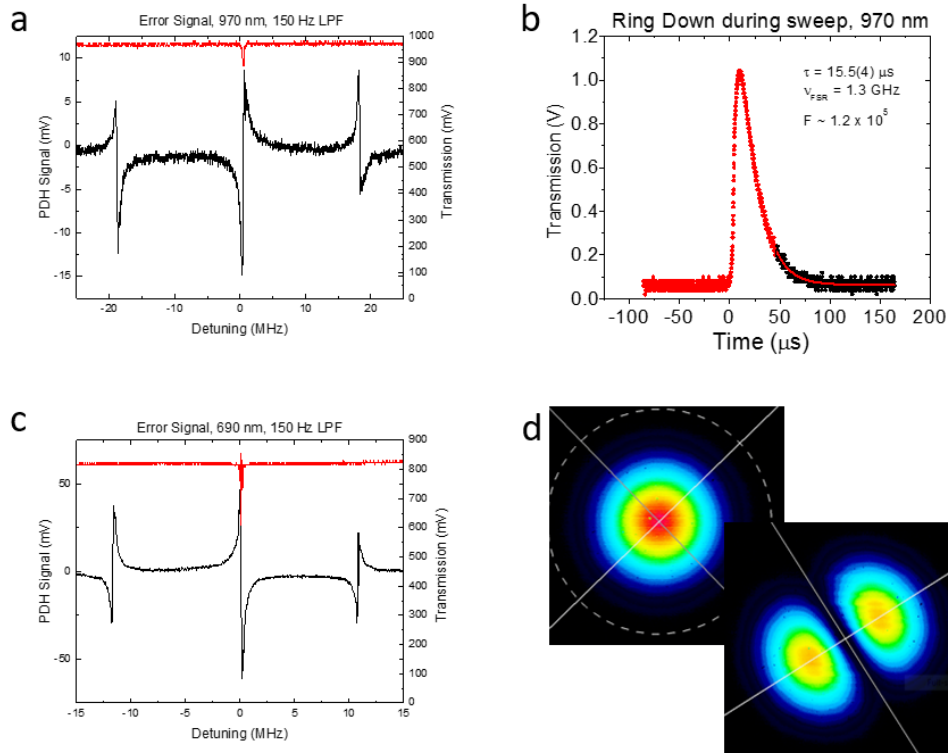 a
Error Signal, 970 nm, 150 Hz LPF
10
5
0
-5
-10
-15
PDH Signal (mV)
1000
900
800
700
600
500
400
300
200
100
0
Transmission (mV)
-20 -10 0 10 20
Detuning (MHz)
b
Ring Down during sweep, 970 nm
1.2
1.0
0.8
0.6
0.4
0.2
0.0
Transmission (V)
τ = 15.5(4) μs
ν_FSR = 1.3 GHz
F ~ 1.2 x 10^5
-100 -50 0 50 100 150 200
Time (μs)
c
Error Signal, 690 nm, 150 Hz LPF
50
0
-50
PDH Signal (mV)
900
800
700
600
500
400
300
200
100
0
Transmission (mV)
-15 -10 -5 0 5 10 15
Detuning (MHz)
d